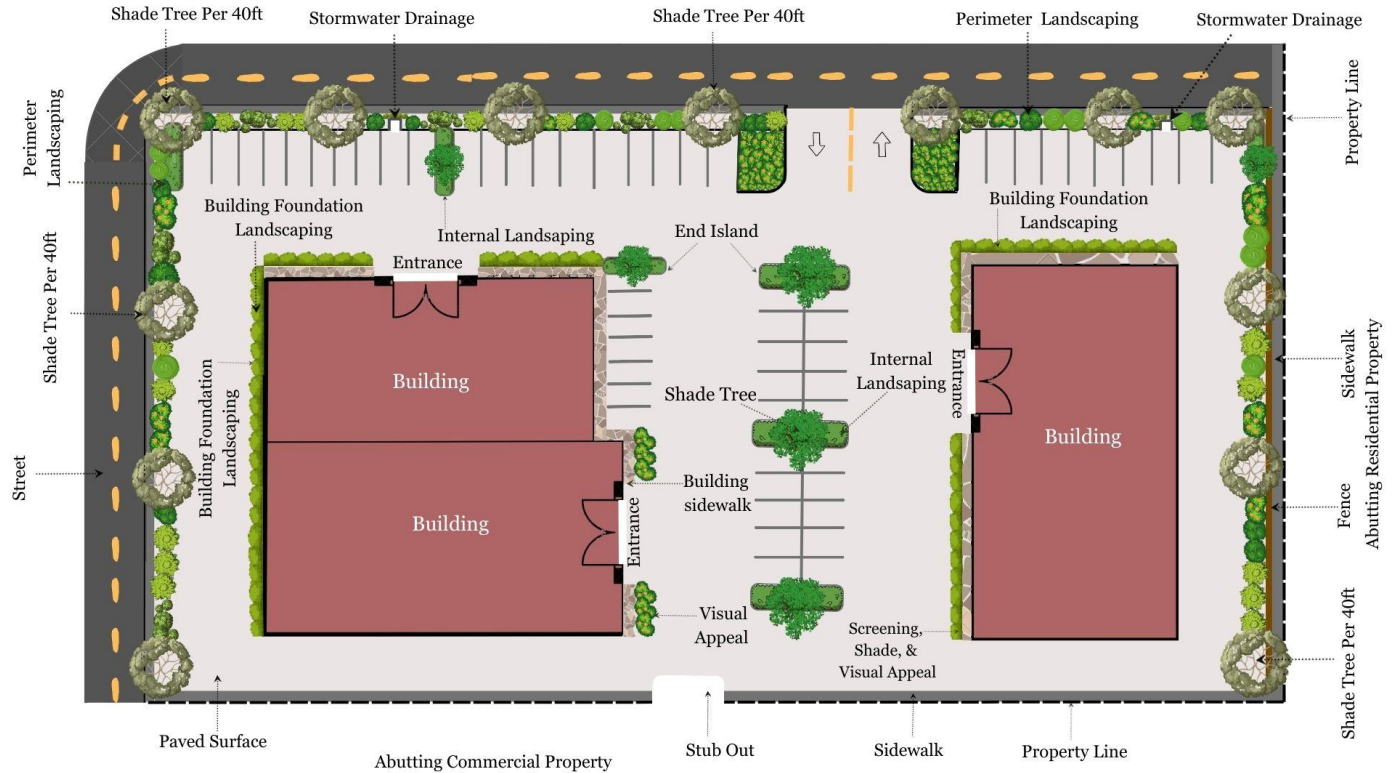 Shade Tree Per 40ft
Stormwater Drainage
Shade Tree Per 40ft
Perimeter Landscaping
Stormwater Drainage
Perimeter
Landscaping
Property Line
Building Foundation
Landscaping
Internal Landsaping
End Island
Building Foundation
Landscaping
Entrance
Shade Tree Per 40ft
Building
Building Foundation
Landscaping
Shade Tree
Internal
Landsaping
Entrance
Building
Sidewalk
Abutting Residential Property
Street
Building
Building
sidewalk
Entrance
Fence
Visual
Appeal
Screening,
Shade, &
Visual Appeal
Shade Tree Per 40ft
Paved Surface
Abutting Commercial Property
Stub Out
Sidewalk
Property Line